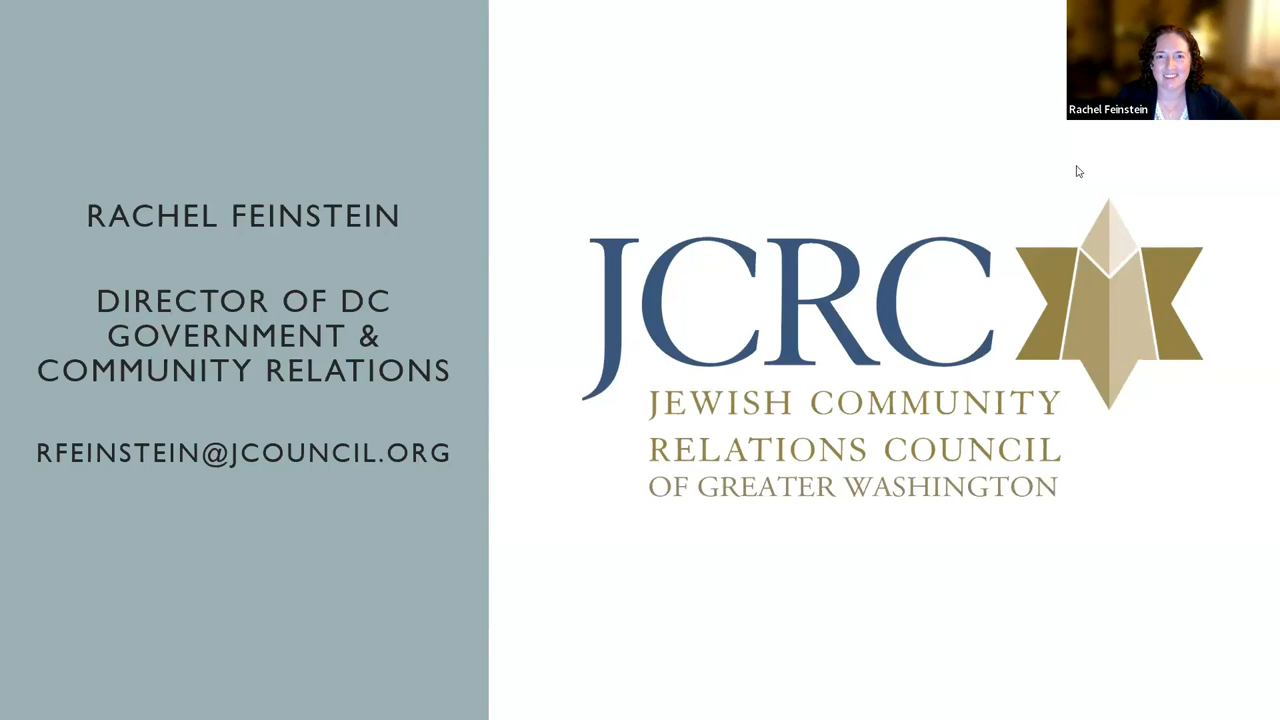 RACHEL FEINSTEIN
DIRECTOR OF DC
GOVERNMENT &
COMMUNITY RELATIONS
RFEINSTEIN@JCOUNCIL.ORG
JCRC
JEWISH COMMUNITY
RELATIONS COUNCIL
OF GREATER WASHINGTON
Rachel Feinstein